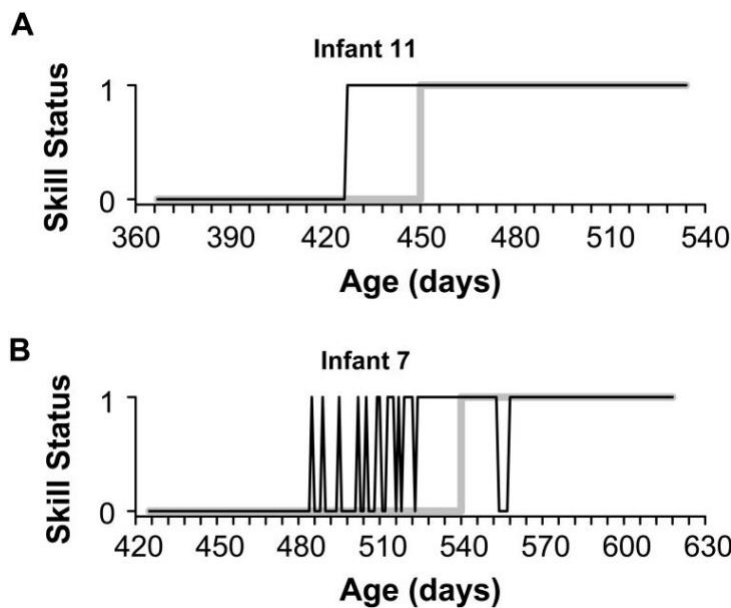 A
Infant 11
Skill Status
1
0
360 390 420 450 480 510 540
Age (days)
B
Infant 7
Skill Status
1
0
420 450 480 510 540 570 600 630
Age (days)